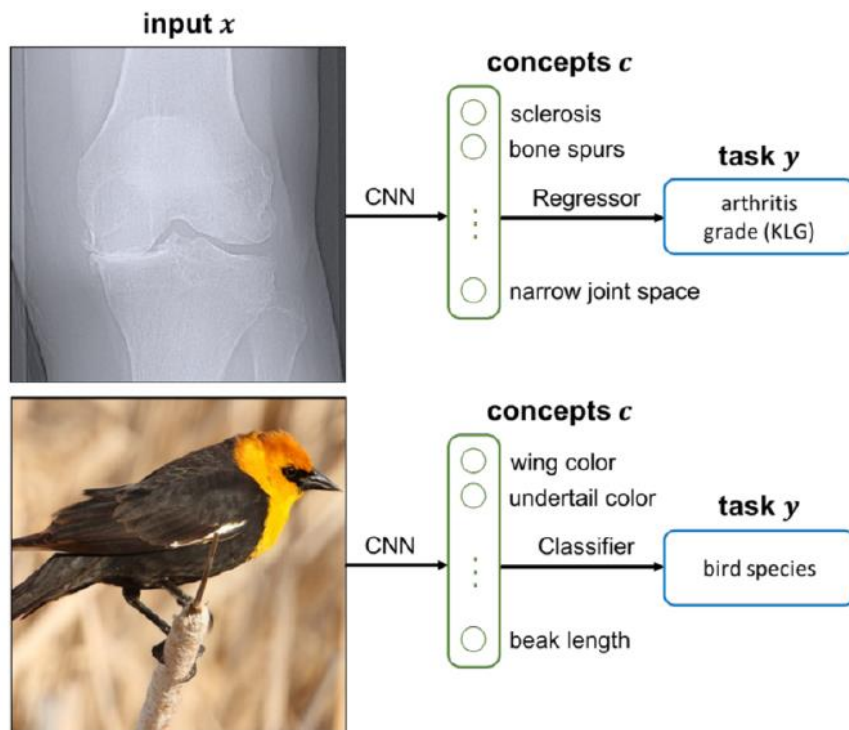 input x
concepts c
sclerosis
bone spurs
narrow joint space
CNN
Regressor
task y
arthritis
grade (KLG)
concepts c
wing color
undertail color
beak length
CNN
Classifier
task y
bird species